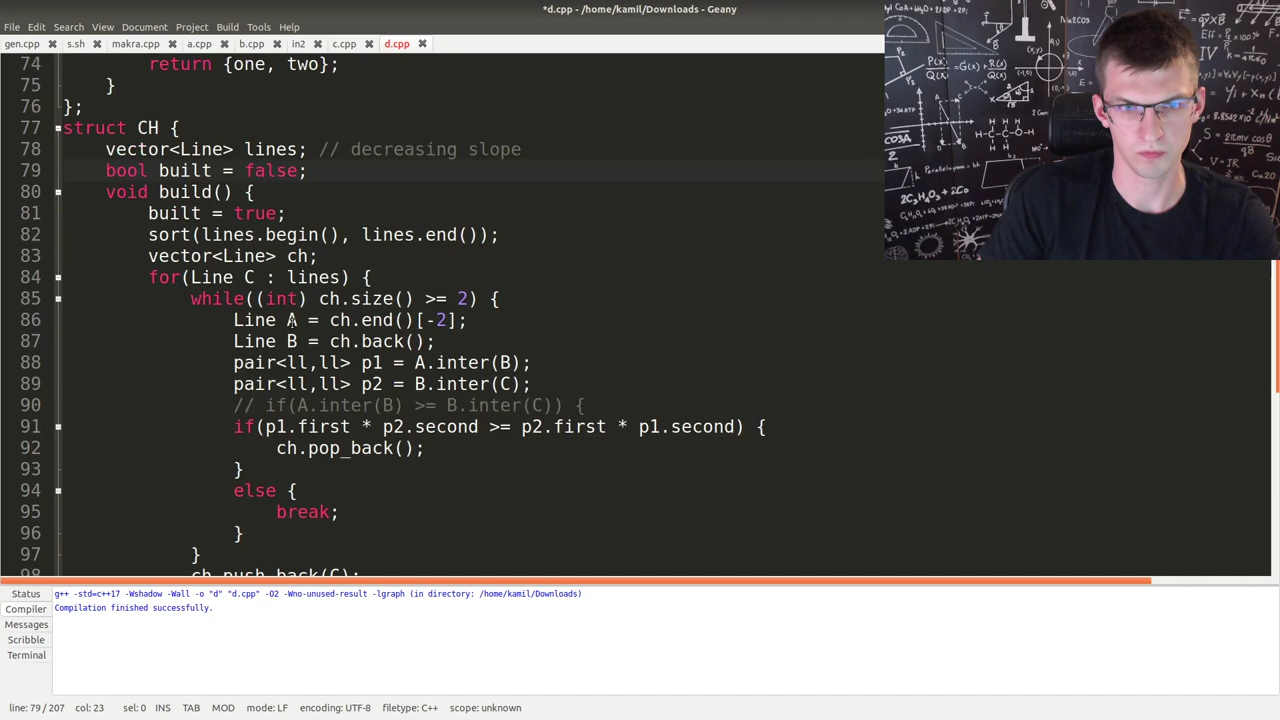 *d.cpp - /home/kamil/Downloads - Geany
File Edit Search View Document Project Build Tools Help
gen.cpp s.sh makra.cpp a.cpp b.cpp in2 c.cpp d.cpp
74 return {one, two};
75 }
76 };
77 struct CH {
78 vector<Line> lines; // decreasing slope
79 bool built = false;
80 void build() {
81 built = true;
82 sort(lines.begin(), lines.end());
83 vector<Line> ch;
84 for(Line C : lines) {
85 while((int) ch.size() >= 2) {
86 Line A = ch.end()[-2];
87 Line B = ch.back();
88 pair<ll,ll> p1 = A.inter(B);
89 pair<ll,ll> p2 = B.inter(C);
90 // if(A.inter(B) >= B.inter(C)) {
91 if(p1.first * p2.second >= p2.first * p1.second) {
92 ch.pop_back();
93 }
94 else {
95 break;
96 }
97 }
98 ch.push_back(C);
Status
Compiler
Messages
Scribble
Terminal
g++ -std=c++17 -Wshadow -Wall -o "d" "d.cpp" -O2 -Wno-unused-result -lgraph (in directory: /home/kamil/Downloads)
Compilation finished successfully.
line: 79 / 207 col: 23 sel: 0 INS TAB MOD mode: LF encoding: UTF-8 filetype: C++ scope: unknown